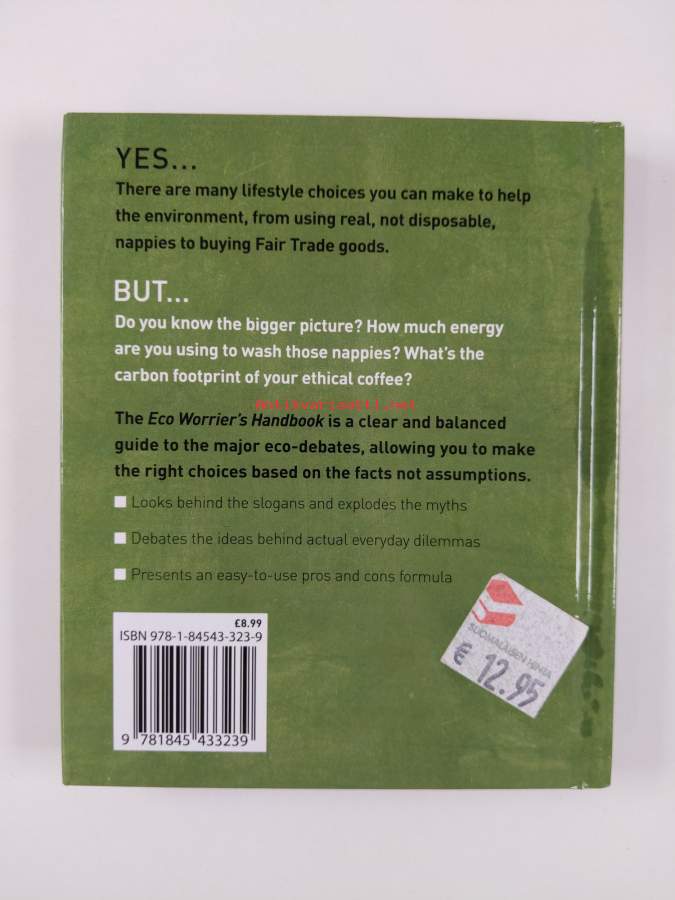 YES...
There are many lifestyle choices you can make to help
the environment, from using real, not disposable,
nappies to buying Fair Trade goods.
BUT...
Do you know the bigger picture? How much energy
are you using to wash those nappies? What's the
carbon footprint of your ethical coffee?
Antikvariaatti.net
The Eco Worrier's Handbook is a clear and balanced
guide to the major eco-debates, allowing you to make
the right choices based on the facts not assumptions.
Looks behind the slogans and explodes the myths
Debates the ideas behind actual everyday dilemmas
Presents an easy-to-use pros and cons formula
£8.99
ISBN 978-1-84543-323-9
9 781845 433239
SUOMALAISEN HINTA
€ 12.95